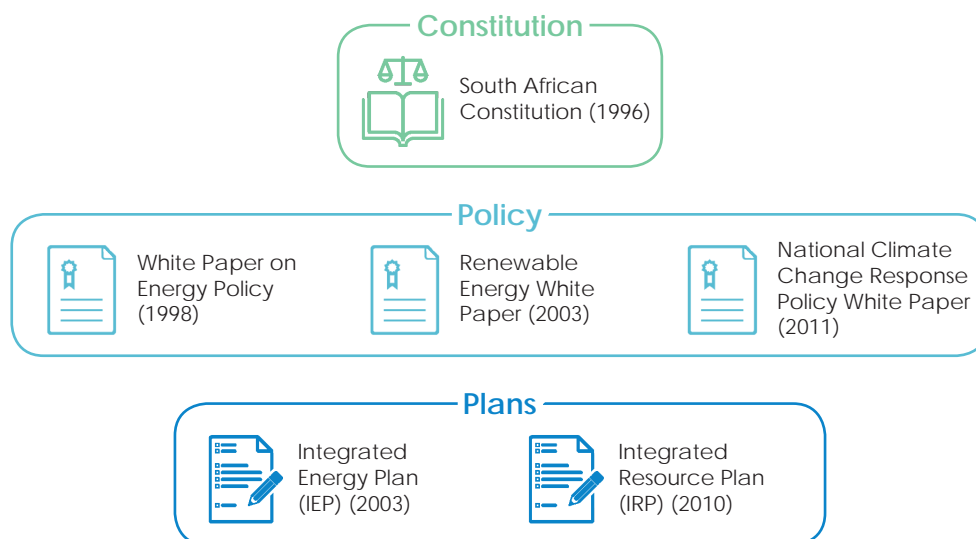 Constitution
South African
Constitution (1996)
Policy
White Paper on
Energy Policy
(1998)
Renewable
Energy White
Paper (2003)
National Climate
Change Response
Policy White Paper
(2011)
Plans
Integrated
Energy Plan
(IEP) (2003)
Integrated
Resource Plan
(IRP) (2010)